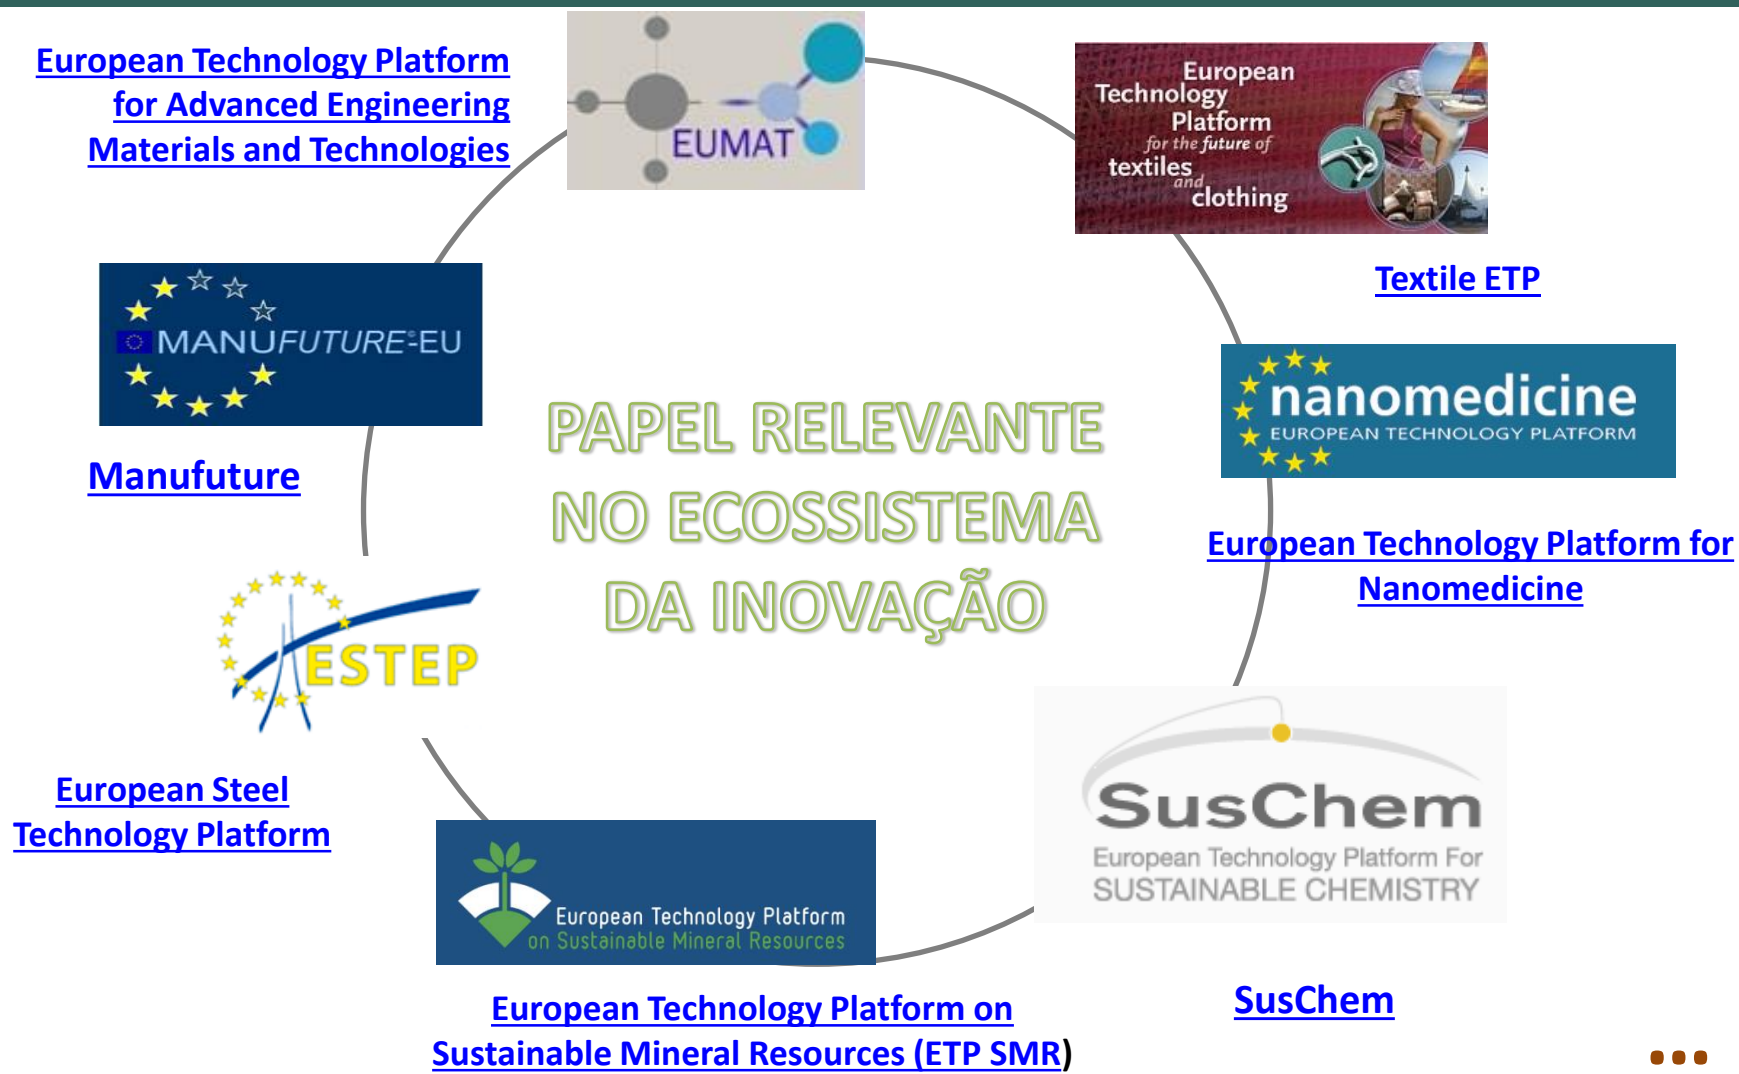 European Technology Platform
for Advanced Engineering
Materials and Technologies
EUMAT
European
Technology
Platform
for the future of
textiles
and
clothing
Textile ETP
MANUFUTURE©-EU
Manufuture
nanomedicine
EUROPEAN TECHNOLOGY PLATFORM
European Technology Platform for
Nanomedicine
PAPEL RELEVANTE
NO ECOSSISTEMA
DA INOVAÇÃO
ESTEP
European Steel
Technology Platform
SusChem
European Technology Platform For
SUSTAINABLE CHEMISTRY
SusChem
European Technology Platform
on Sustainable Mineral Resources
European Technology Platform on
Sustainable Mineral Resources (ETP SMR)
...